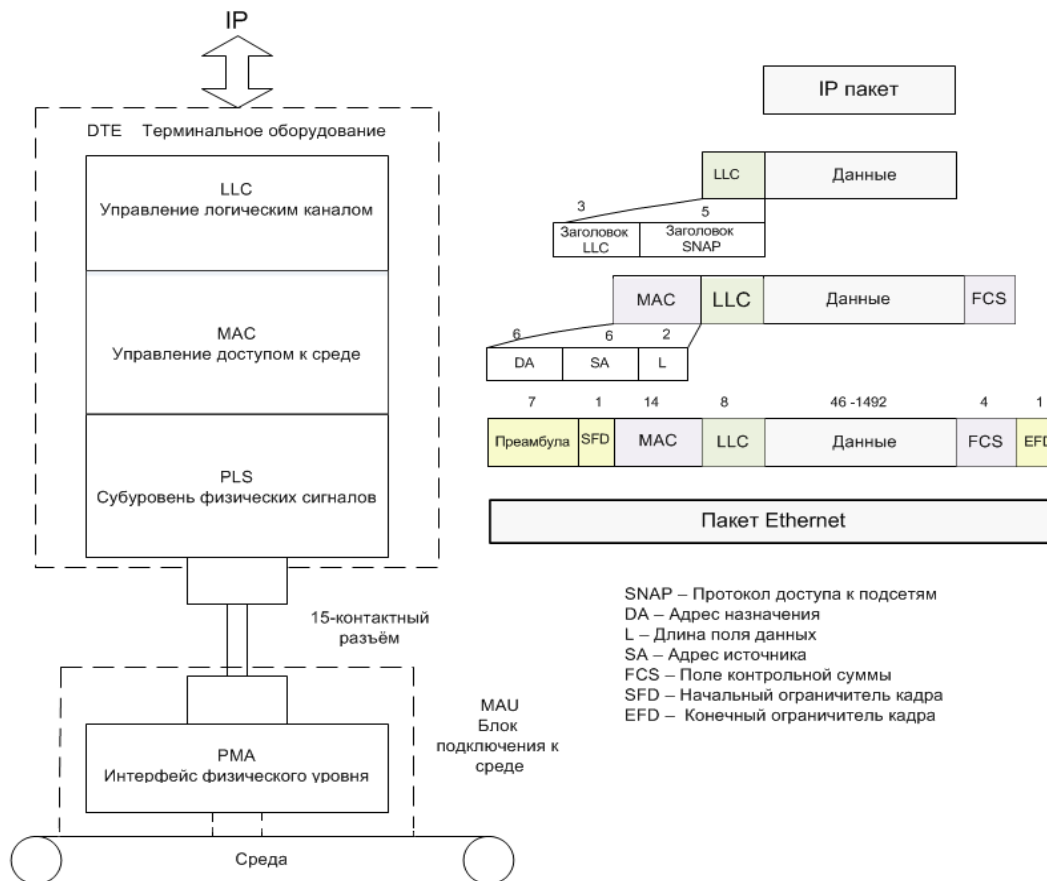 IP
DTE Терминальное оборудование
LLC
Управление логическим каналом
MAC
Управление доступом к среде
PLS
Субуровень физических сигналов
15-контактный
разъём
MAU
Блок
подключения к
среде
PMA
Интерфейс физического уровня
Среда
IP пакет
LLC
Данные
3
5
Заголовок
LLC
Заголовок
SNAP
MAC
LLC
Данные
FCS
6
6
2
DA
SA
L
7
1
14
8
46 -1492
4
1
Преамбула
SFD
MAC
LLC
Данные
FCS
EFD
Пакет Ethernet
SNAP – Протокол доступа к подсетям
DA – Адрес назначения
L – Длина поля данных
SA – Адрес источника
FCS – Поле контрольной суммы
SFD – Начальный ограничитель кадра
EFD – Конечный ограничитель кадра